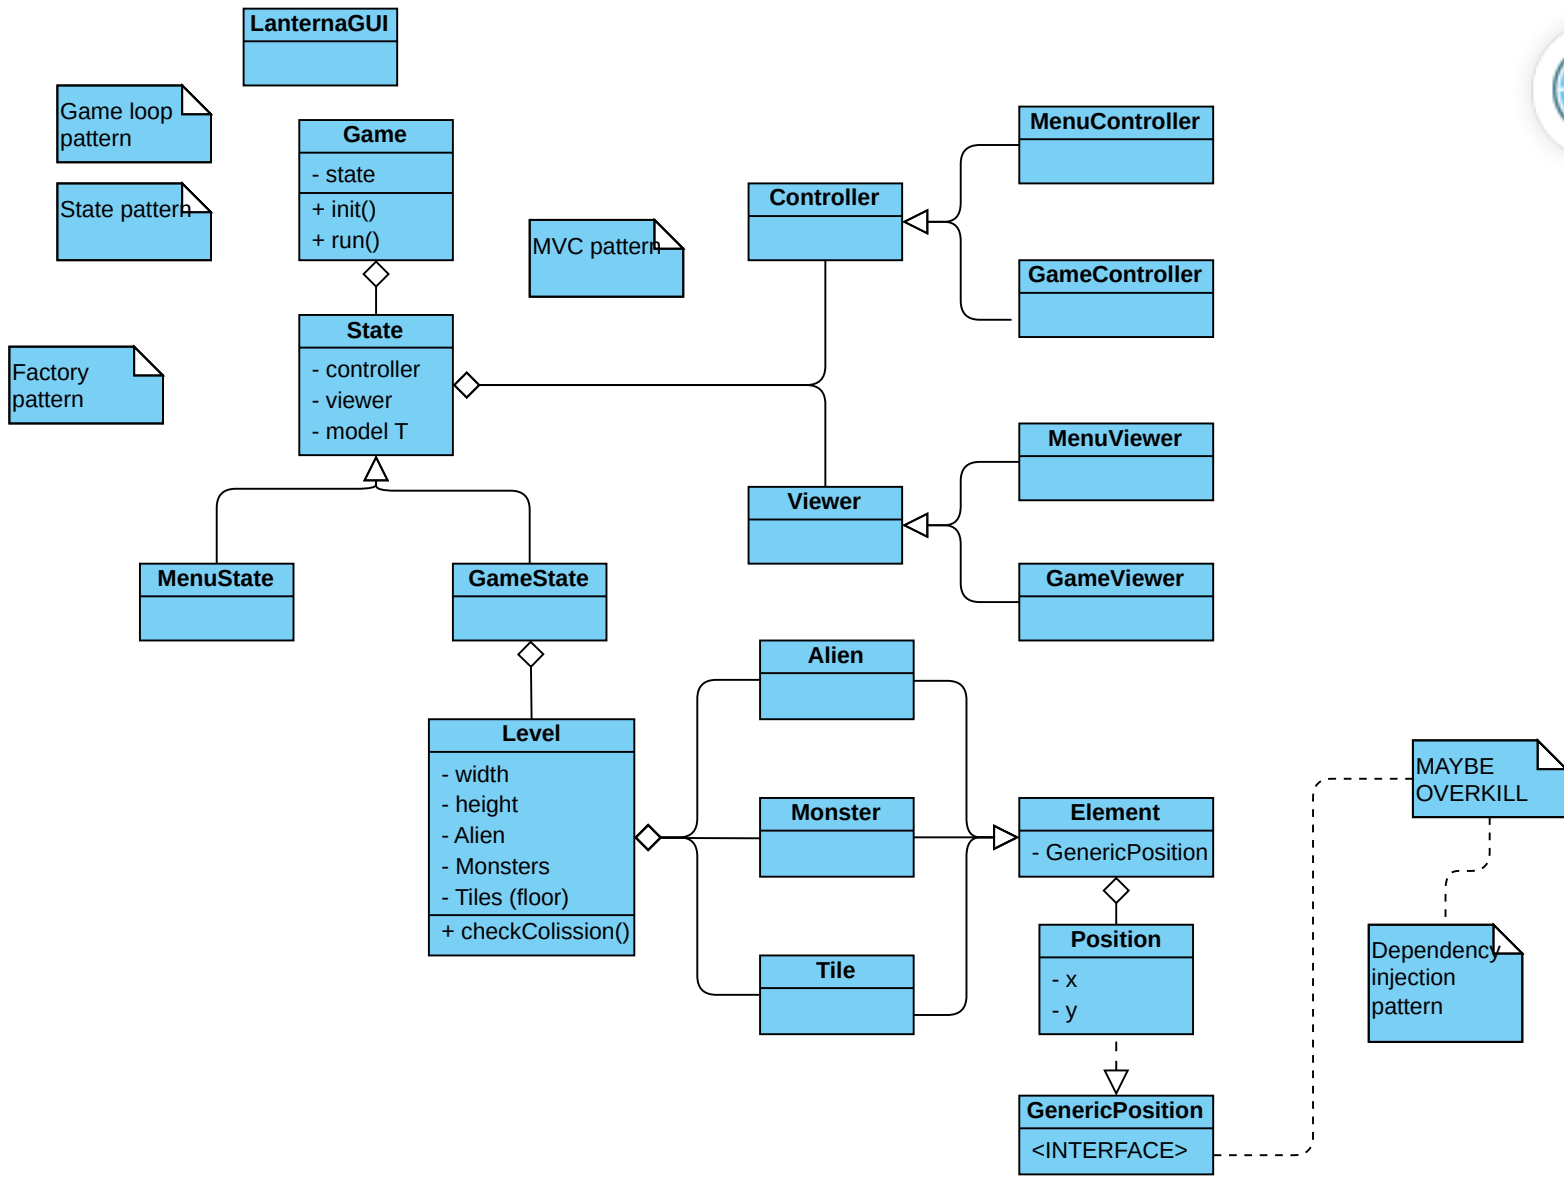 LanternaGUI
Game loop
pattern
State pattern
Factory
pattern
Game
- state
+ init()
+ run()
MVC pattern
State
- controller
- viewer
- model T
MenuState
GameState
Controller
MenuController
GameController
Viewer
MenuViewer
GameViewer
Level
- width
- height
- Alien
- Monsters
- Tiles (floor)
+ checkColission()
Alien
Monster
Tile
Element
- GenericPosition
Position
- x
- y
GenericPosition
<INTERFACE>
MAYBE
OVERKILL
Dependency
injection
pattern